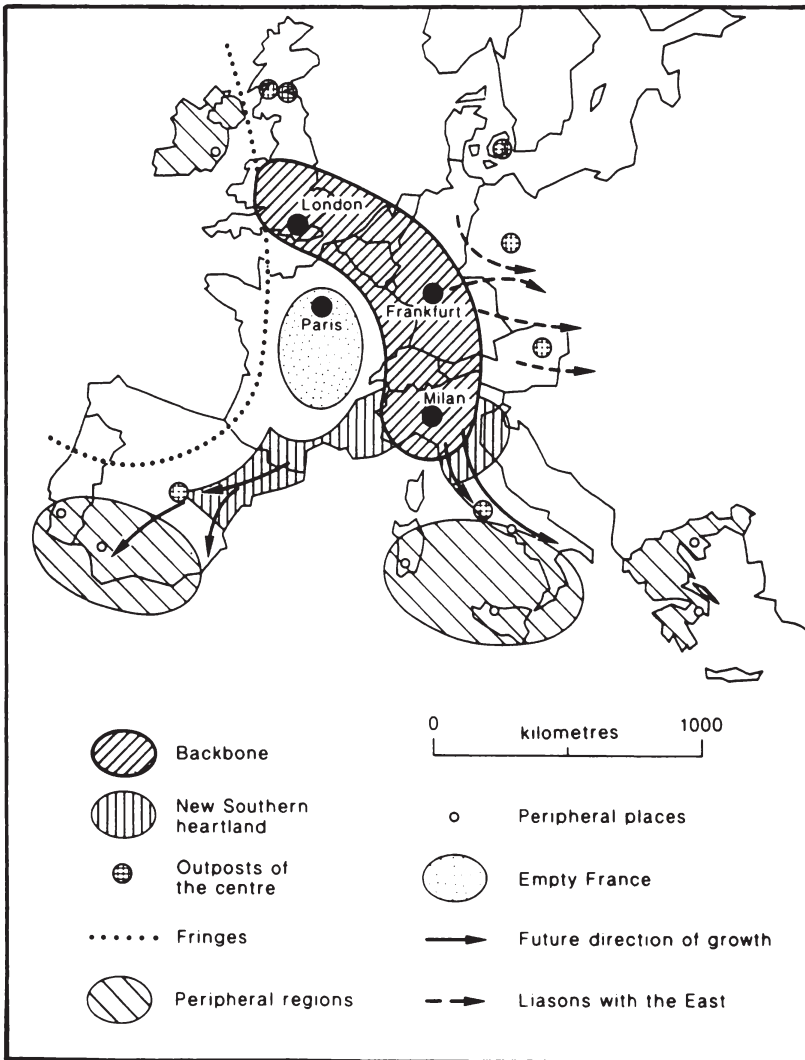 London
Paris
Frankfurt
Milan
Backbone
New Southern
heartland
Outposts of
the centre
Fringes
Peripheral regions
0
kilometres
1000
Peripheral places
Empty France
Future direction of growth
Liasons with the East